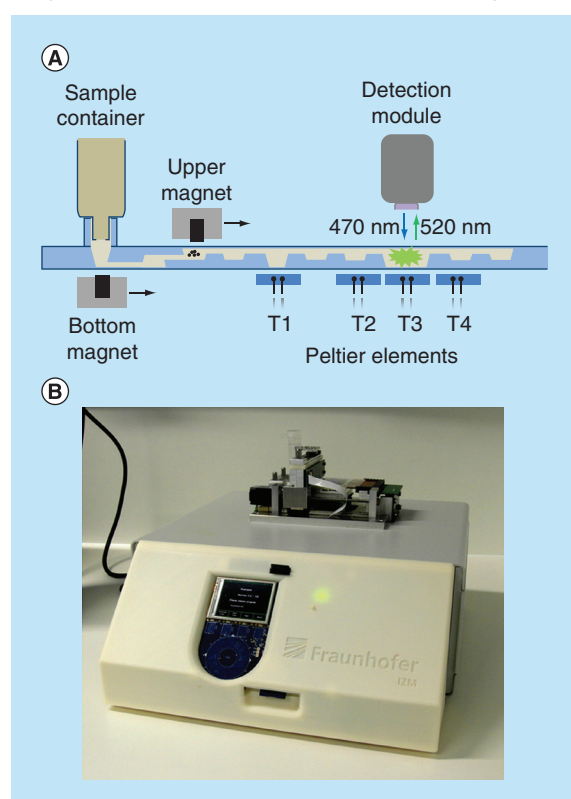 A
Sample
container
Detection
module
Upper
magnet
470 nm
520 nm
Bottom
magnet
T1
T2
T3
T4
Peltier elements
B
Fraunhofer
IZM